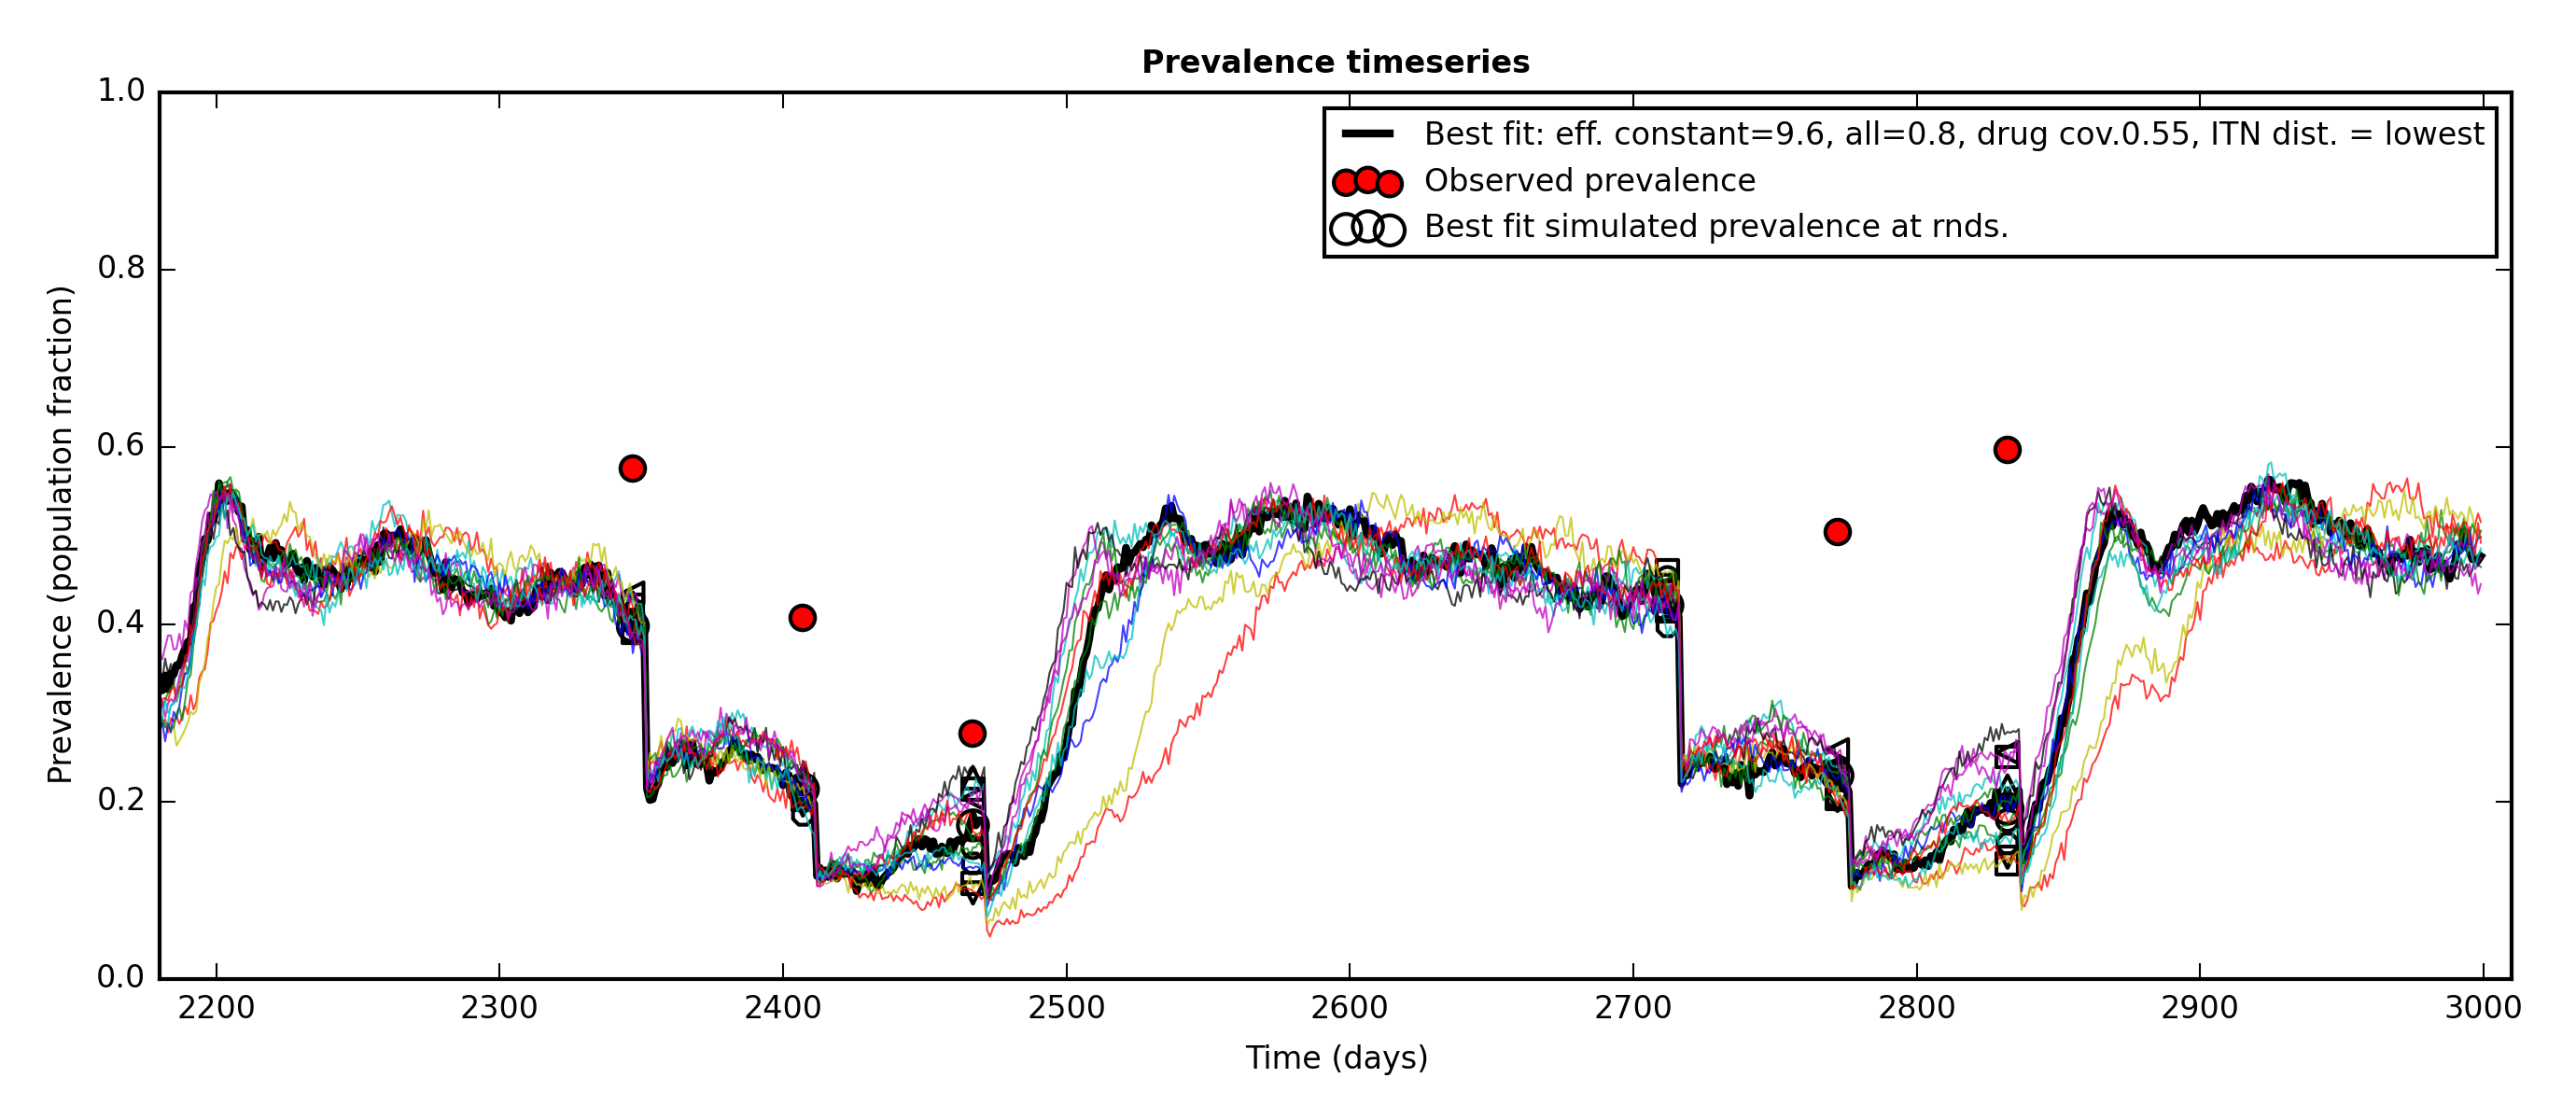 Prevalence timeseries
1.0
0.8
0.6
0.4
0.2
0.0
Prevalence (population fraction)
Best fit: eff. constant=9.6, all=0.8, drug cov.0.55, ITN dist. = lowest
Observed prevalence
Best fit simulated prevalence at rnds.
2200 2300 2400 2500 2600 2700 2800 2900 3000
Time (days)